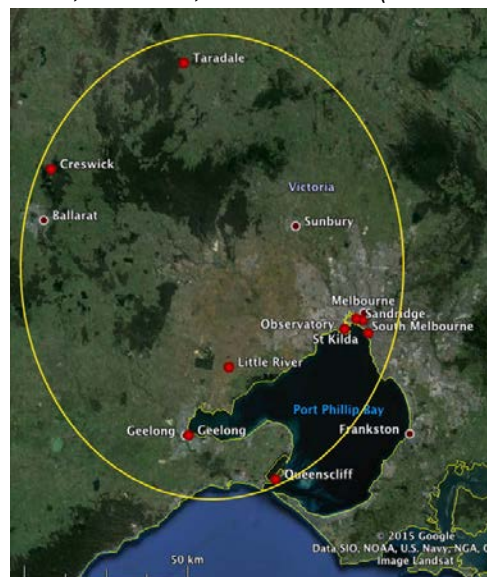 Taradale
Creswick
Victoria
Ballarat
Sunbury
Melbourne
Sandridge
Observatory
South Melbourne
St Kilda
Little River
Port Phillip Bay
Geelong
Geelong
Frankston
Queenscliff
© 2015 Google
Data SIO, NOAA, U.S. Navy, NGA,
Image Landsat
50 km